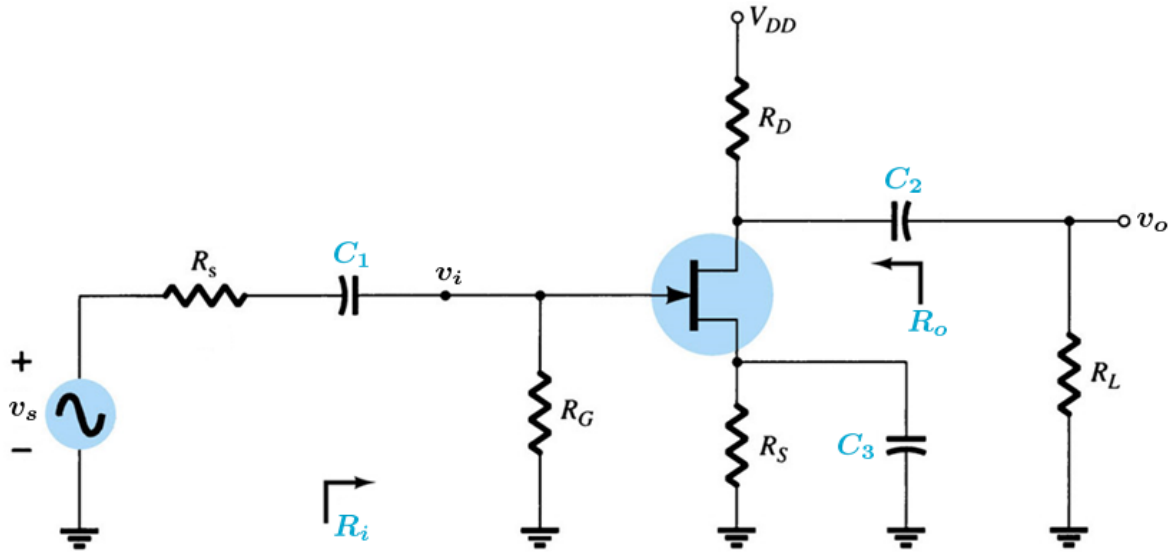 V_DD
R_D
C_2
v_o
R_s
C_1
v_i
R_o
+
v_s
−
R_G
R_S
C_3
R_L
R_i